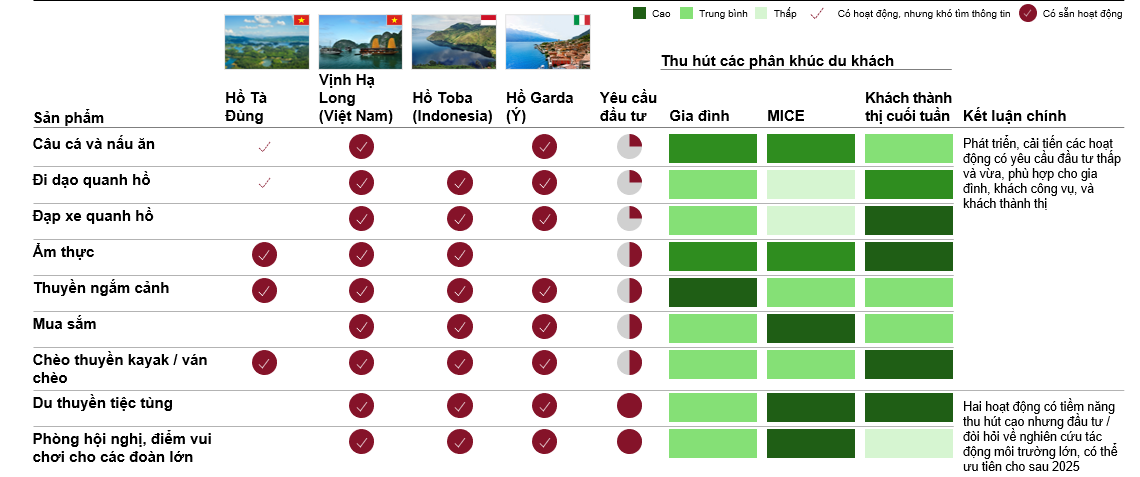 Cao
Trung bình
Thấp
Có hoạt động, nhưng khó tìm thông tin
Có sẵn hoạt động
Thu hút các phân khúc du khách
Sản phẩm
Hồ Tà
Đùng
Vịnh Hạ
Long
(Việt Nam)
Hồ Toba
(Indonesia)
Hồ Garda
(Ý)
Yêu cầu
đầu tư
Gia đình
MICE
Khách thành
thị cuối tuần
Kết luận chính
Câu cá và nấu ăn
Đi dạo quanh hồ
Đạp xe quanh hồ
Ẩm thực
Thuyền ngắm cảnh
Mua sắm
Chèo thuyền kayak / ván
chèo
Du thuyền tiệc tùng
Phòng hội nghị, điểm vui
chơi cho các đoàn lớn
Phát triển, cải tiến các hoạt
động có yêu cầu đầu tư thấp
và vừa, phù hợp cho gia
đình, khách công vụ, và
khách thành thị
Hai hoạt động có tiềm năng
thu hút cao nhưng đầu tư /
đòi hỏi về nghiên cứu tác
động môi trường lớn, có thể
ưu tiên cho sau 2025